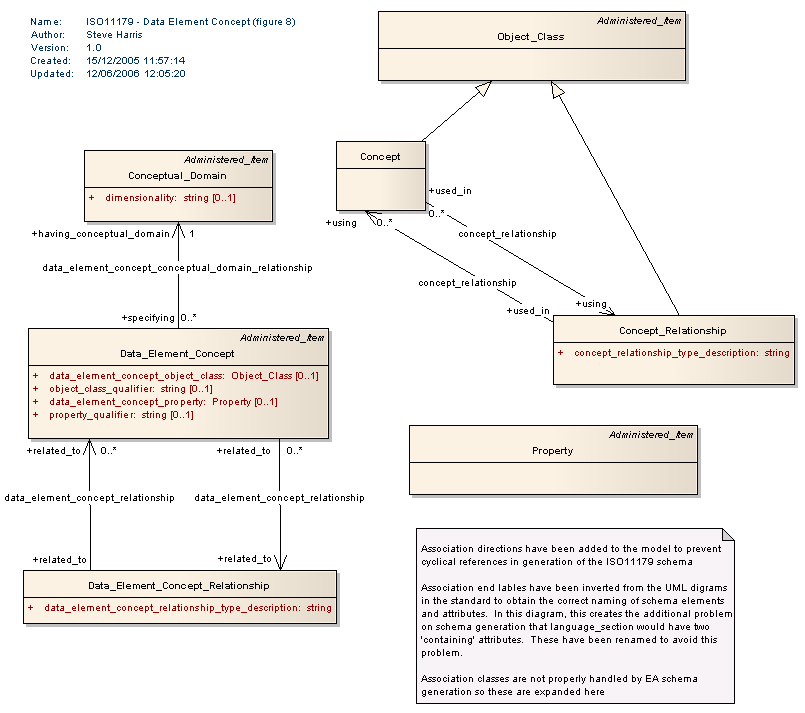 Name: ISO11179 - Data Element Concept (figure 8)
Author: Steve Harris
Version: 1.0
Created: 15/12/2005 11:57:14
Updated: 12/06/2006 12:05:20
Administered_Item
Object_Class
Concept
+used_in
0..*
+using
0..*
concept_relationship
concept_relationship
+using
+used_in
Concept_Relationship
+ concept_relationship_type_description: string
Administered_Item
Conceptual_Domain
+ dimensionality: string [0..1]
+having_conceptual_domain 1
data_element_concept_conceptual_domain_relationship
+specifying 0..*
Administered_Item
Data_Element_Concept
+ data_element_concept_object_class: Object_Class [0..1]
+ object_class_qualifier: string [0..1]
+ data_element_concept_property: Property [0..1]
+ property_qualifier: string [0..1]
+related_to 0..*
+related_to 0..*
data_element_concept_relationship
data_element_concept_relationship
+related_to
+related_to
Data_Element_Concept_Relationship
+ data_element_concept_relationship_type_description: string
Administered_Item
Property
Association directions have been added to the model to prevent
cyclical references in generation of the ISO11179 schema
Association end lables have been inverted from the UML digrams
in the standard to obtain the correct naming of schema elements
and attributes. In this diagram, this creates the additional problem
on schema generation that language_section would have two
'containing' attributes. These have been renamed to avoid this
problem.
Association classes are not properly handled by EA schema
generation so these are expanded here